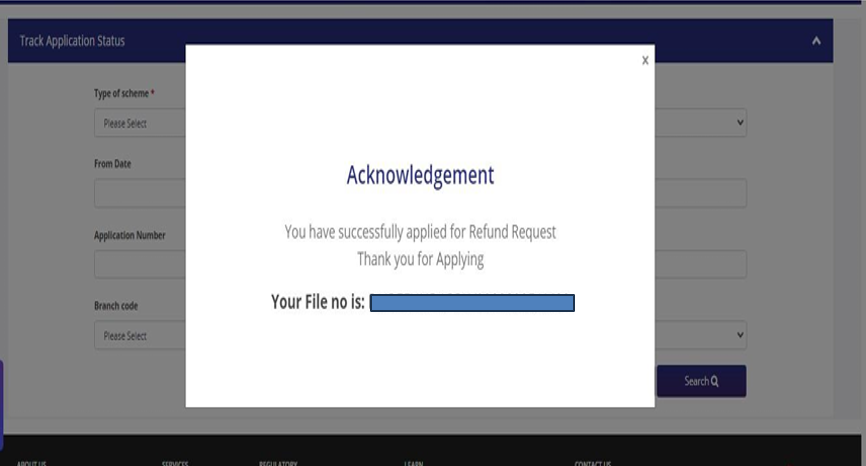 Track Application Status
x
Type of scheme *
Please Select
From Date
Application Number
Branch code
Please Select
Acknowledgement
You have successfully applied for Refund Request
Thank you for Applying
Your File no is:
Search
ABOUT US SERVICES REGULATORY LEARN CONTACT US